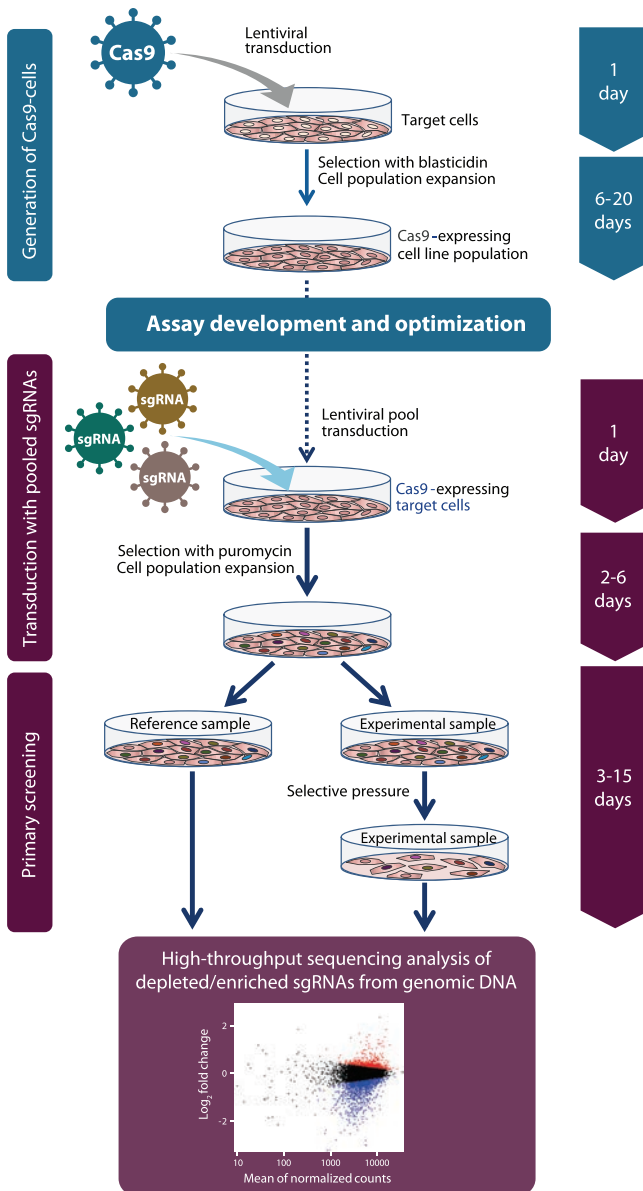 Generation of Cas9-cells
Cas9
Lentiviral
transduction
1
day
Target cells
Selection with blasticidin
Cell population expansion
6-20
days
Cas9-expressing
cell line population
Assay development and optimization
Transduction with pooled sgRNAs
sgRNA
sgRNA
sgRNA
Lentiviral pool
transduction
1
day
Cas9-expressing
target cells
Selection with puromycin
Cell population expansion
2-6
days
Primary screening
Reference sample
Experimental sample
Selective pressure
3-15
days
Experimental sample
High-throughput sequencing analysis of
depleted/enriched sgRNAs from genomic DNA
Log2 fold change
2
0
-2
10
100
1000
10000
Mean of normalized counts